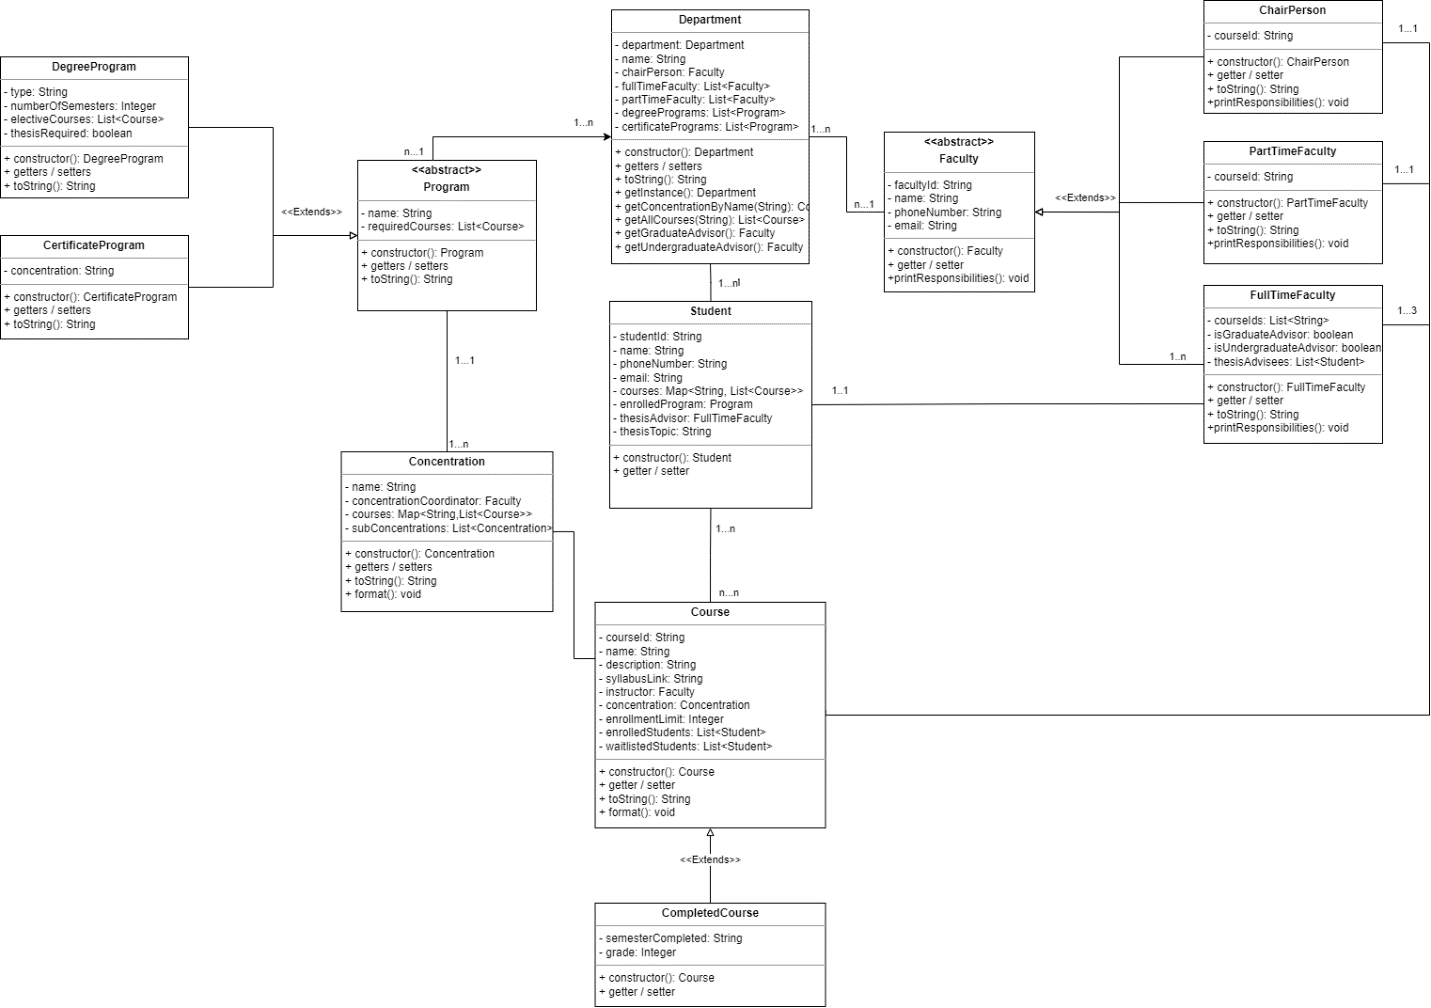 DegreeProgram
- type: String
- numberOfSemesters: Integer
- electiveCourses: List<Course>
- thesisRequired: boolean
+ constructor(): DegreeProgram
+ getters / setters
+ toString(): String
CertificateProgram
- concentration: String
+ constructor(): CertificateProgram
+ getters / setters
+ toString(): String
<<Extends>>
n...1
1...n
<<abstract>>
Program
- name: String
- requiredCourses: List<Course>
+ constructor(): Program
+ getters / setters
+ toString(): String
1...1
1...n
Concentration
- name: String
- concentrationCoordinator: Faculty
- courses: Map<String,List<Course>>
- subConcentrations: List<Concentration>
+ constructor(): Concentration
+ getters / setters
+ toString(): String
+ format(): void
Department
- department: Department
- name: String
- chairPerson: Faculty
- fullTimeFaculty: List<Faculty>
- partTimeFaculty: List<Faculty>
- degreePrograms: List<Program>
- certificatePrograms: List<Program>
+ constructor(): Department
+ getters / setters
+ toString(): String
+ getInstance(): Department
+ getConcentrationByName(String): Co
+ getAllCourses(String): List<Course>
+ getGraduateAdvisor(): Faculty
+ getUndergraduateAdvisor(): Faculty
1...n
n...1
1...n
Student
- studentId: String
- name: String
- phoneNumber: String
- email: String
- courses: Map<String, List<Course>>
- enrolledProgram: Program
- thesisAdvisor: FullTimeFaculty
- thesisTopic: String
+ constructor(): Student
+ getter / setter
1..1
1...n
n...n
Course
- courseId: String
- name: String
- description: String
- syllabusLink: String
- instructor: Faculty
- concentration: Concentration
- enrollmentLimit: Integer
- enrolledStudents: List<Student>
- waitlistedStudents: List<Student>
+ constructor(): Course
+ getter / setter
+ toString(): String
+ format(): void
<<Extends>>
CompletedCourse
- semesterCompleted: String
- grade: Integer
+ constructor(): Course
+ getter / setter
<<abstract>>
Faculty
- facultyId: String
- name: String
- phoneNumber: String
- email: String
+ constructor(): Faculty
+ getter / setter
+printResponsibilities(): void
<<Extends>>
ChairPerson
- courseId: String
+ constructor(): ChairPerson
+ getter / setter
+ toString(): String
+printResponsibilities(): void
1...1
PartTimeFaculty
- courseId: String
+ constructor(): PartTimeFaculty
+ getter / setter
+ toString(): String
+printResponsibilities(): void
1...1
FullTimeFaculty
- courseIds: List<String>
- isGraduateAdvisor: boolean
- isUndergraduateAdvisor: boolean
- thesisAdvisees: List<Student>
+ constructor(): FullTimeFaculty
+ getter / setter
+ toString(): String
+printResponsibilities(): void
1...3
1...n